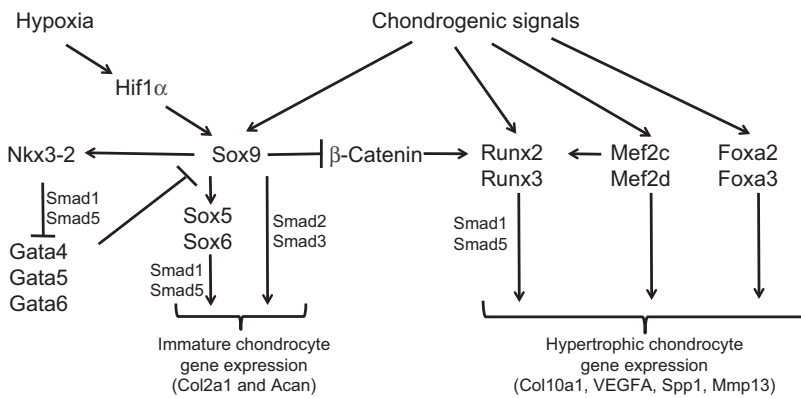 Hypoxia
Chondrogenic signals
Hif1α
Nkx3-2
Sox9
β-Catenin
Runx2
Runx3
Mef2c
Mef2d
Foxa2
Foxa3
Smad1
Smad5
Gata4
Gata5
Gata6
Sox5
Sox6
Smad1
Smad5
Smad2
Smad3
Smad1
Smad5
Immature chondrocyte
gene expression
(Col2a1 and Acan)
Hypertrophic chondrocyte
gene expression
(Col10a1, VEGFA, Spp1, Mmp13)